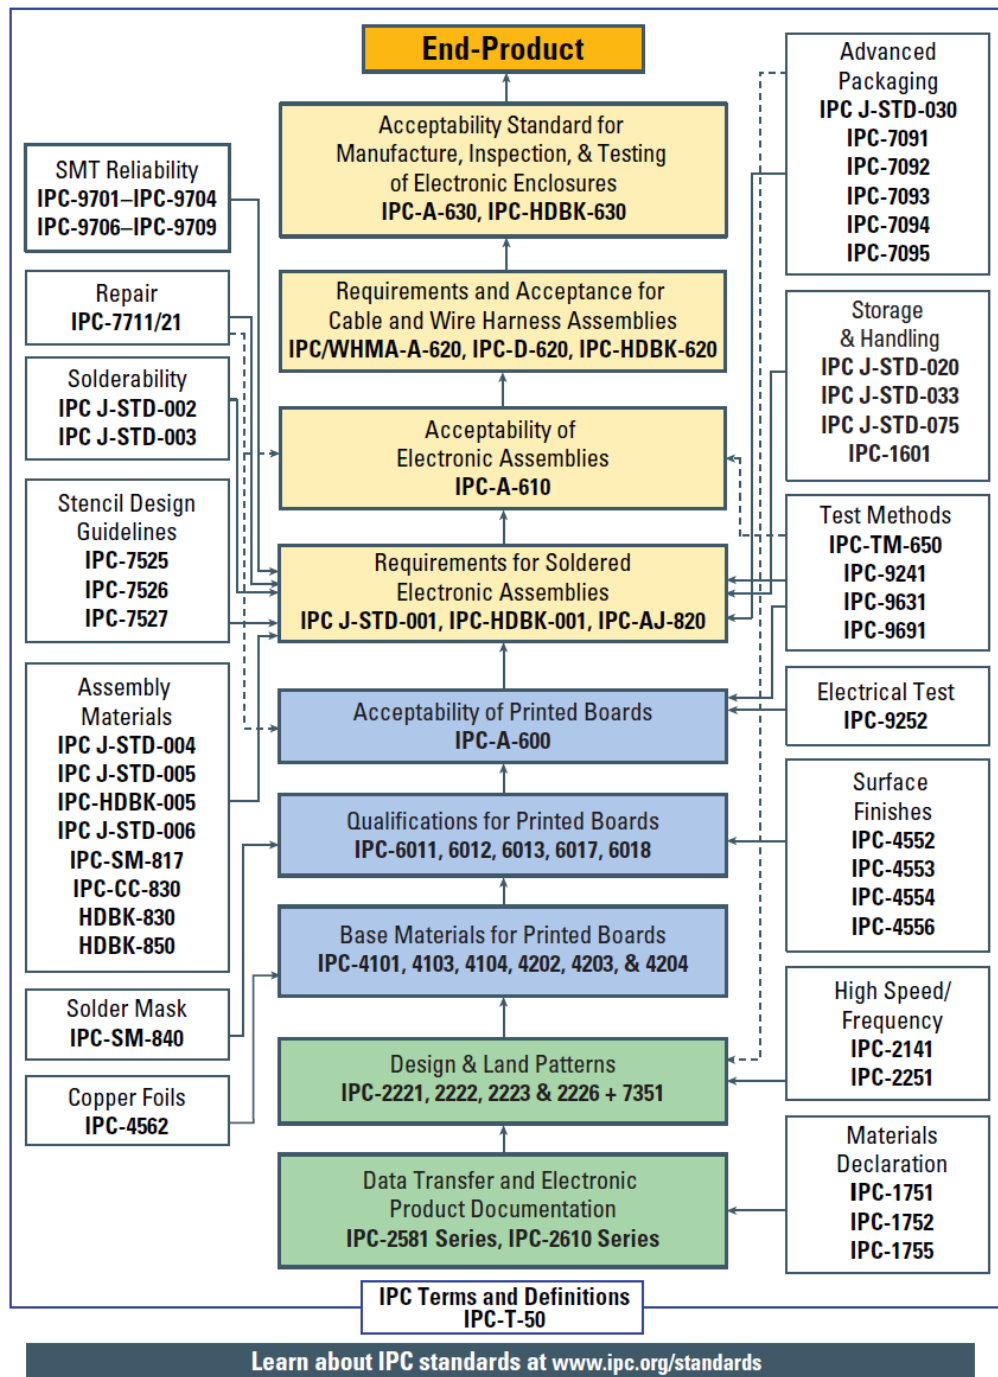 End-Product
Acceptability Standard for
Manufacture, Inspection, & Testing
of Electronic Enclosures
IPC-A-630, IPC-HDBK-630
Requirements and Acceptance for
Cable and Wire Harness Assemblies
IPC/WHMA-A-620, IPC-D-620, IPC-HDBK-620
Acceptability of
Electronic Assemblies
IPC-A-610
Requirements for Soldered
Electronic Assemblies
IPC J-STD-001, IPC-HDBK-001, IPC-AJ-820
Acceptability of Printed Boards
IPC-A-600
Qualifications for Printed Boards
IPC-6011, 6012, 6013, 6017, 6018
Base Materials for Printed Boards
IPC-4101, 4103, 4104, 4202, 4203, & 4204
Design & Land Patterns
IPC-2221, 2222, 2223 & 2226 + 7351
Data Transfer and Electronic
Product Documentation
IPC-2581 Series, IPC-2610 Series
SMT Reliability
IPC-9701–IPC-9704
IPC-9706–IPC-9709
Repair
IPC-7711/21
Solderability
IPC J-STD-002
IPC J-STD-003
Stencil Design
Guidelines
IPC-7525
IPC-7526
IPC-7527
Assembly
Materials
IPC J-STD-004
IPC J-STD-005
IPC-HDBK-005
IPC J-STD-006
IPC-SM-817
IPC-CC-830
HDBK-830
HDBK-850
Solder Mask
IPC-SM-840
Copper Foils
IPC-4562
Advanced
Packaging
IPC J-STD-030
IPC-7091
IPC-7092
IPC-7093
IPC-7094
IPC-7095
Storage
& Handling
IPC J-STD-020
IPC J-STD-033
IPC J-STD-075
IPC-1601
Test Methods
IPC-TM-650
IPC-9241
IPC-9631
IPC-9691
Electrical Test
IPC-9252
Surface
Finishes
IPC-4552
IPC-4553
IPC-4554
IPC-4556
High Speed/
Frequency
IPC-2141
IPC-2251
Materials
Declaration
IPC-1751
IPC-1752
IPC-1755
IPC Terms and Definitions
IPC-T-50
Learn about IPC standards at www.ipc.org/standards